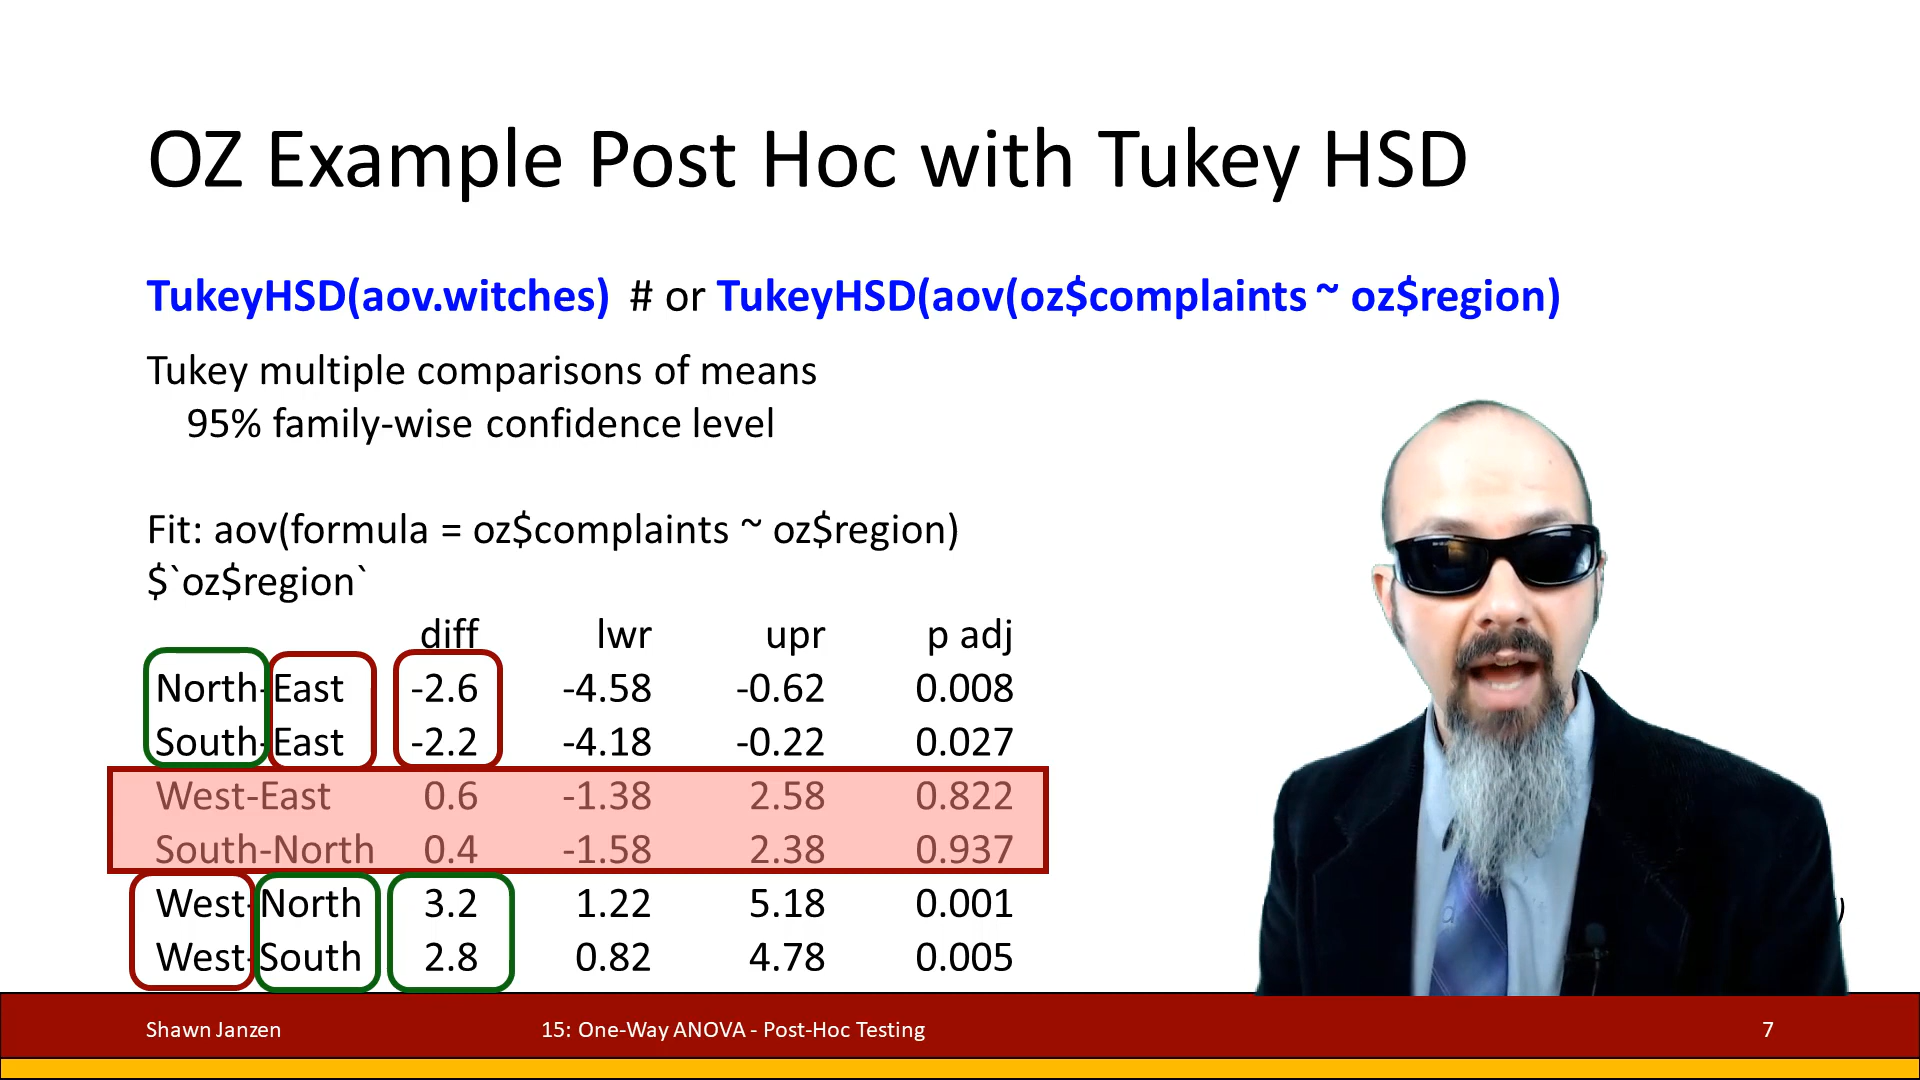 OZ Example Post Hoc with Tukey HSD
TukeyHSD(aov.witches) # or TukeyHSD(aov(oz$complaints ~ oz$region)
Tukey multiple comparisons of means
95% family-wise confidence level
Fit: aov(formula = oz$complaints ~ oz$region)
$`oz$region`
diff lwr upr p adj
North-East -2.6 -4.58 -0.62 0.008
South-East -2.2 -4.18 -0.22 0.027
West-East 0.6 -1.38 2.58 0.822
South-North 0.4 -1.58 2.38 0.937
West-North 3.2 1.22 5.18 0.001
West-South 2.8 0.82 4.78 0.005
)
Shawn Janzen 15: One-Way ANOVA - Post-Hoc Testing 7